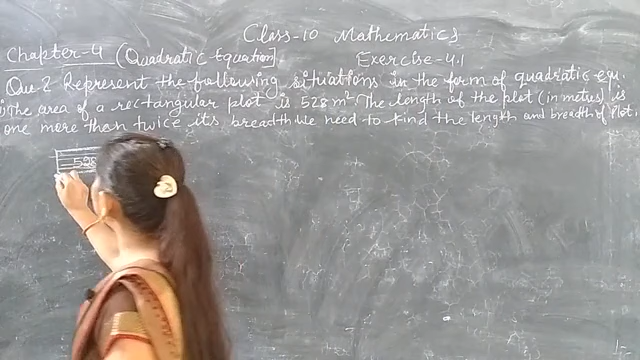 Class-10 Mathematics
Chapter-4 (Quadratic Equation)
Exercise-4.1
Que-2 Represent the following situations in the form of quadratic equ.
i) The area of a rectangular plot is 528 m². The length of the plot (in metres) is
one more than twice its breadth. We need to find the length and breadth of Plot.
528